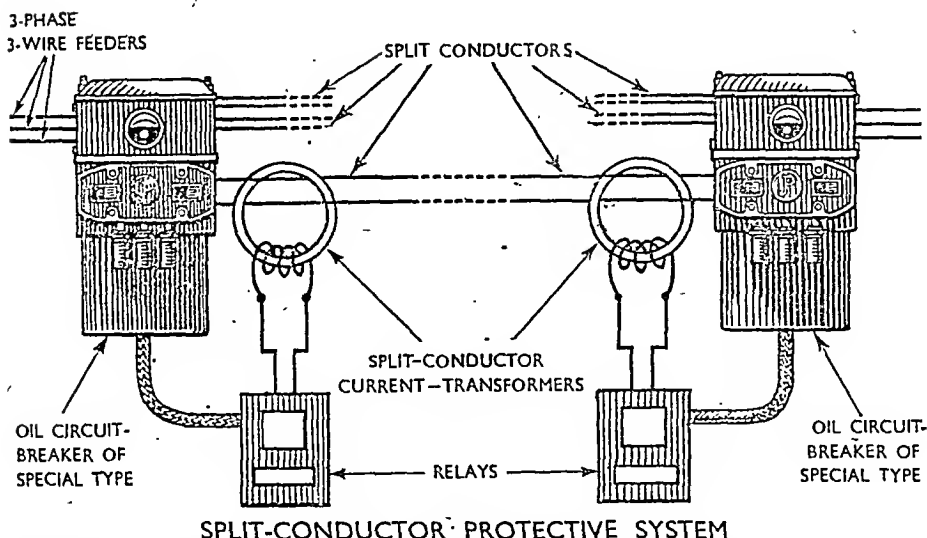 3-PHASE
3-WIRE FEEDERS
SPLIT CONDUCTORS
SPLIT-CONDUCTOR
CURRENT-TRANSFORMERS
OIL CIRCUIT-
BREAKER OF
SPECIAL TYPE
RELAYS
OIL CIRCUIT-
BREAKER OF
SPECIAL TYPE
SPLIT-CONDUCTOR PROTECTIVE SYSTEM